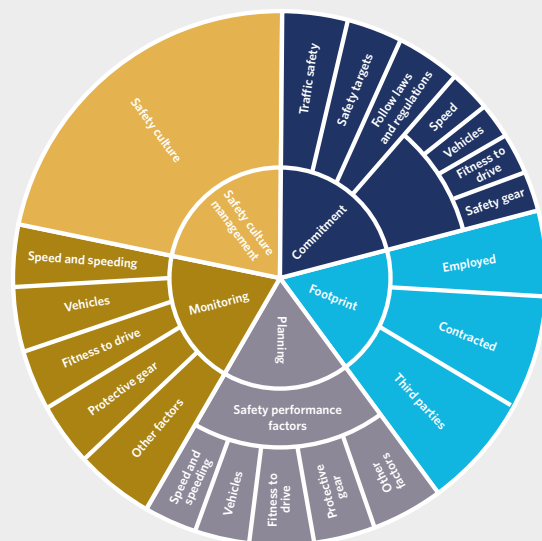 Traffic safety
Safety targets
Follow laws
and regulations
Speed
Vehicles
Fitness to
drive
Safety gear
Commitment
Employed
Contracted
Third parties
Footprint
Planning
Safety performance
factors
Other
factors
Protective
gear
Fitness to
drive
Vehicles
Speed and
speeding
Monitoring
Other factors
Protective gear
Fitness to drive
Vehicles
Speed and speeding
Safety culture
management
Safety culture